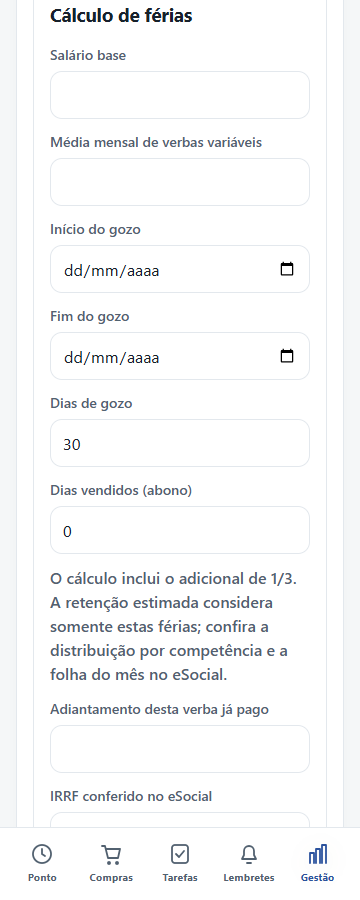 Cálculo de férias
Salário base
Média mensal de verbas variáveis
Início do gozo
dd/mm/aaaa
Fim do gozo
dd/mm/aaaa
Dias de gozo
30
Dias vendidos (abono)
0
O cálculo inclui o adicional de 1/3.
A retenção estimada considera
somente estas férias; confira a
distribuição por competência e a
folha do mês no eSocial.
Adiantamento desta verba já pago
IRRF conferido no eSocial
Ponto Compras Tarefas Lembretes Gestão